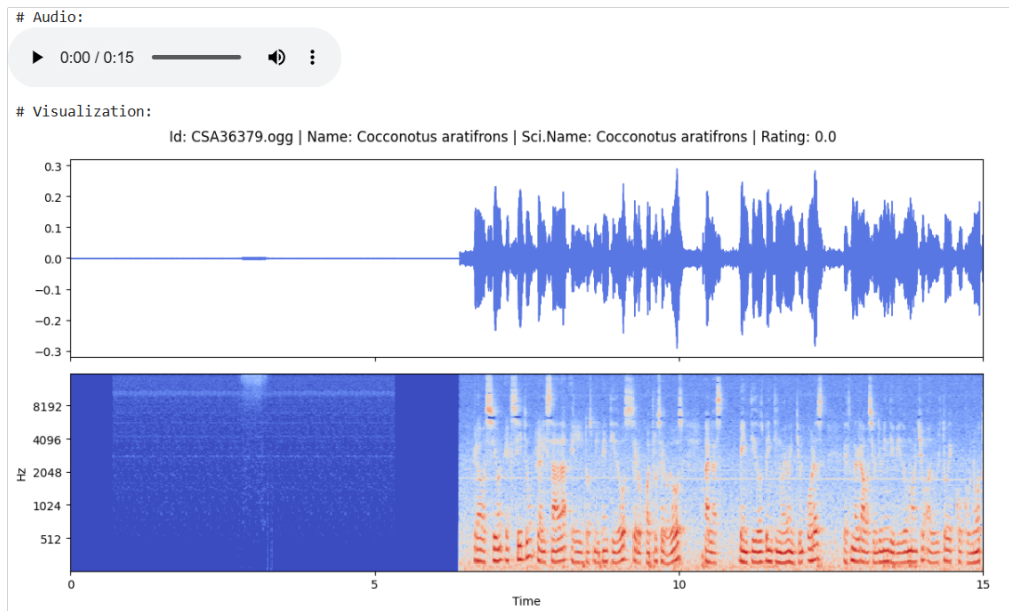 # Audio:
0:00 / 0:15
# Visualization:
Id: CSA36379.ogg | Name: Cocconotus aratifrons | Sci.Name: Cocconotus aratifrons | Rating: 0.0
0.3
0.2
0.1
0.0
−0.1
−0.2
−0.3
8192
4096
2048
1024
512
Hz
0 5 10 15
Time